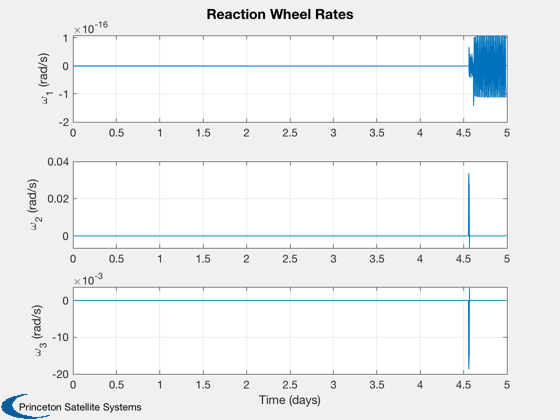 Reaction Wheel Rates
×10⁻¹⁶
1
0
-1
-2
ω₁ (rad/s)
0 0.5 1 1.5 2 2.5 3 3.5 4 4.5 5
0.04
0.02
0
ω₂ (rad/s)
0 0.5 1 1.5 2 2.5 3 3.5 4 4.5 5
×10⁻³
0
-10
-20
ω₃ (rad/s)
0 0.5 1 1.5 2 2.5 3 3.5 4 4.5 5
Time (days)
Princeton Satellite Systems